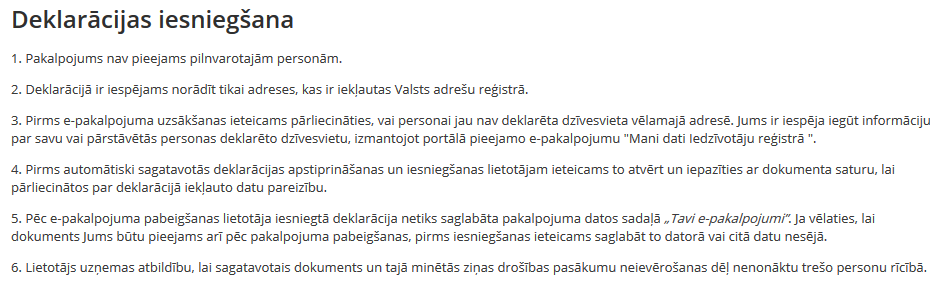 Deklarācijas iesniegšana
1. Pakalpojums nav pieejams pilnvarotajām personām.
2. Deklarācijā ir iespējams norādīt tikai adreses, kas ir iekļautas Valsts adrešu reģistrā.
3. Pirms e-pakalpojuma uzsākšanas ieteicams pārliecināties, vai personai jau nav deklarēta dzīvesvieta vēlamajā adresē. Jums ir iespēja iegūt informāciju
par savu vai pārstāvētās personas deklarēto dzīvesvietu, izmantojot portālā pieejamo e-pakalpojumu "Mani dati Iedzīvotāju reģistrā ".
4. Pirms automātiski sagatavotās deklarācijas apstiprināšanas un iesniegšanas lietotājam ieteicams to atvērt un iepazīties ar dokumenta saturu, lai
pārliecinātos par deklarācijā iekļauto datu pareizību.
5. Pēc e-pakalpojuma pabeigšanas lietotāja iesniegtā deklarācija netiks saglabāta pakalpojuma datos sadaļā „Tavi e-pakalpojumi”. Ja vēlaties, lai
dokuments Jums būtu pieejams arī pēc pakalpojuma pabeigšanas, pirms iesniegšanas ieteicams saglabāt to datorā vai citā datu nesējā.
6. Lietotājs uzņemas atbildību, lai sagatavotais dokuments un tajā minētās ziņas drošības pasākumu neievērošanas dēļ nenonāktu trešo personu rīcībā.